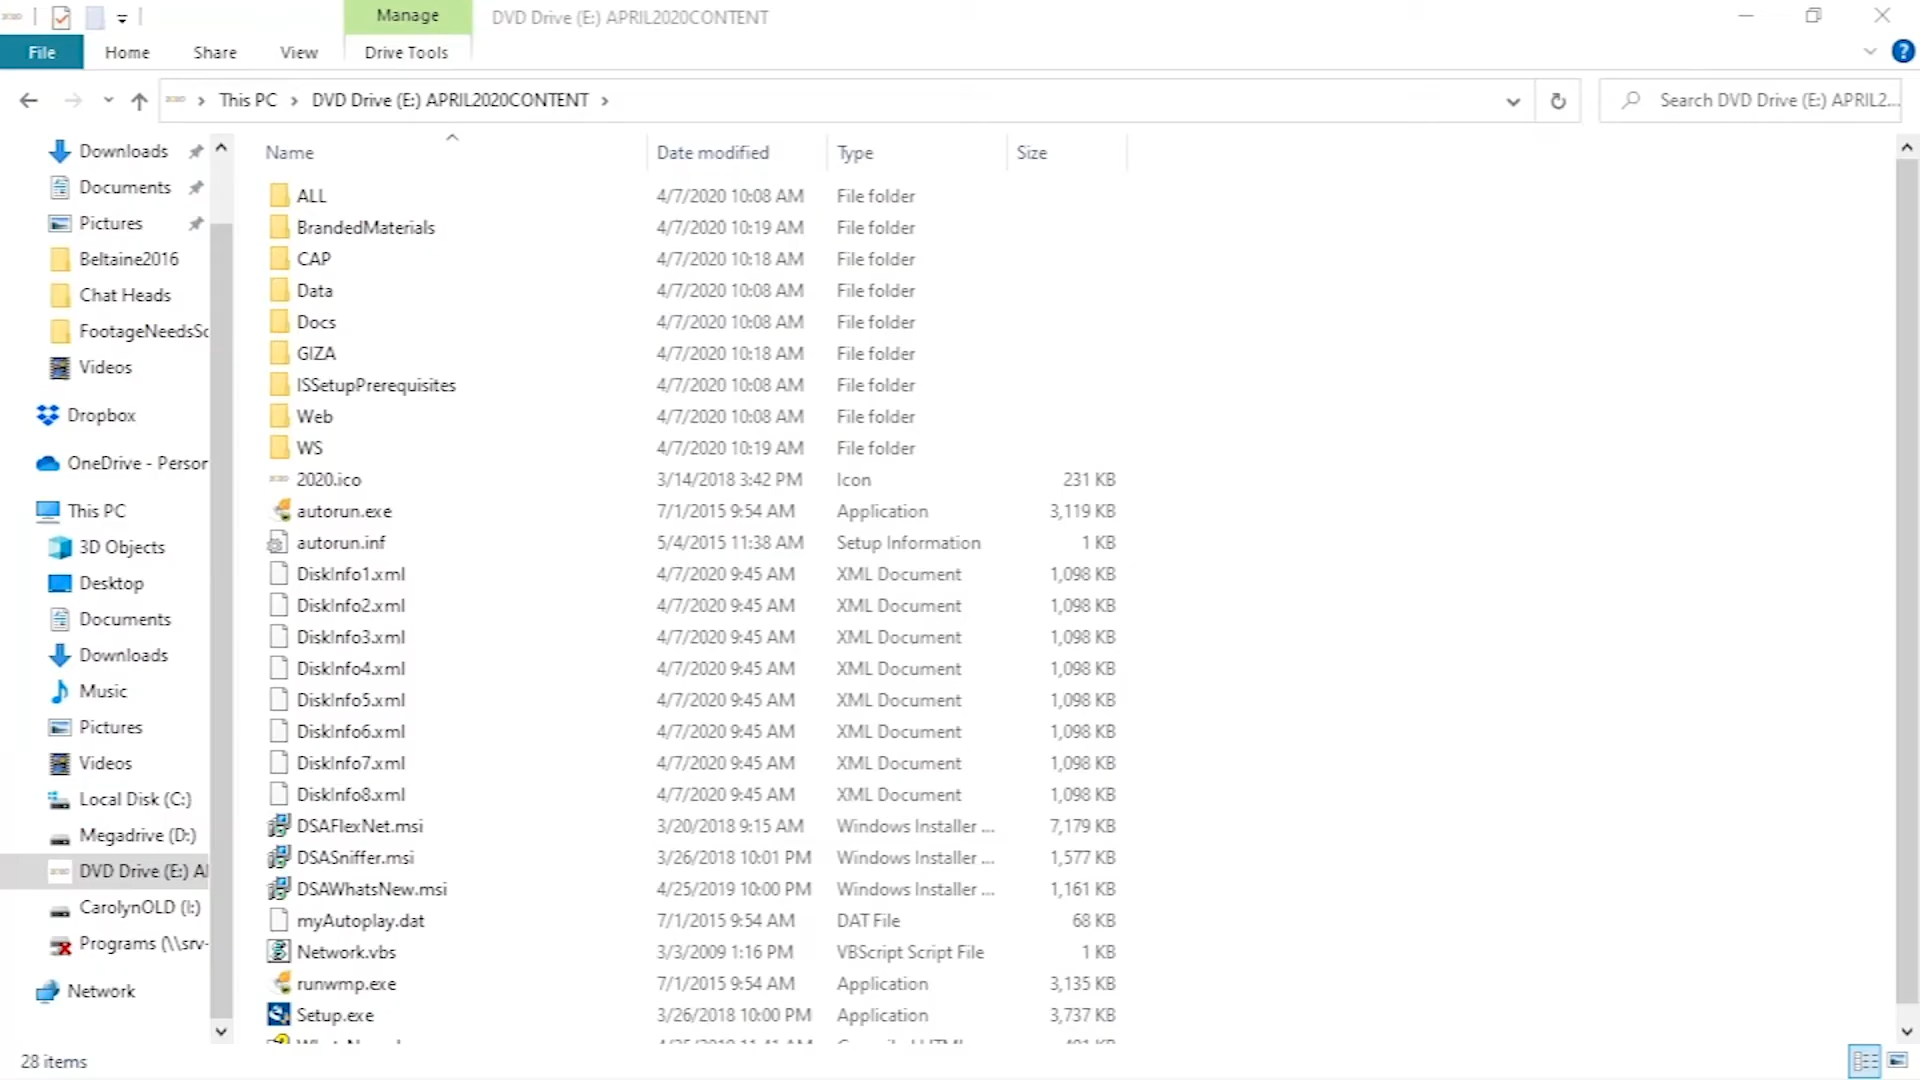 Manage
DVD Drive (E:) APRIL2020CONTENT
File
Home
Share
View
Drive Tools
This PC
DVD Drive (E:) APRIL2020CONTENT
Search DVD Drive (E:) APRIL2...
Downloads
Documents
Pictures
Beltaine2016
Chat Heads
FootageNeedsSc
Videos
Dropbox
OneDrive - Person
This PC
3D Objects
Desktop
Documents
Downloads
Music
Pictures
Videos
Local Disk (C:)
Megadrive (D:)
DVD Drive (E:) AI
CarolynOLD (I:)
Programs (\\srv-
Network
Name Date modified Type Size
ALL 4/7/2020 10:08 AM File folder
BrandedMaterials 4/7/2020 10:19 AM File folder
CAP 4/7/2020 10:18 AM File folder
Data 4/7/2020 10:08 AM File folder
Docs 4/7/2020 10:08 AM File folder
GIZA 4/7/2020 10:18 AM File folder
ISSetupPrerequisites 4/7/2020 10:08 AM File folder
Web 4/7/2020 10:08 AM File folder
WS 4/7/2020 10:19 AM File folder
2020.ico 3/14/2018 3:42 PM Icon 231 KB
autorun.exe 7/1/2015 9:54 AM Application 3,119 KB
autorun.inf 5/4/2015 11:38 AM Setup Information 1 KB
DiskInfo1.xml 4/7/2020 9:45 AM XML Document 1,098 KB
DiskInfo2.xml 4/7/2020 9:45 AM XML Document 1,098 KB
DiskInfo3.xml 4/7/2020 9:45 AM XML Document 1,098 KB
DiskInfo4.xml 4/7/2020 9:45 AM XML Document 1,098 KB
DiskInfo5.xml 4/7/2020 9:45 AM XML Document 1,098 KB
DiskInfo6.xml 4/7/2020 9:45 AM XML Document 1,098 KB
DiskInfo7.xml 4/7/2020 9:45 AM XML Document 1,098 KB
DiskInfo8.xml 4/7/2020 9:45 AM XML Document 1,098 KB
DSAFlexNet.msi 3/20/2018 9:15 AM Windows Installer ... 7,179 KB
DSASniffer.msi 3/26/2018 10:01 PM Windows Installer ... 1,577 KB
DSAWhatsNew.msi 4/25/2019 10:00 PM Windows Installer ... 1,161 KB
myAutoplay.dat 7/1/2015 9:54 AM DAT File 68 KB
Network.vbs 3/3/2009 1:16 PM VBScript Script File 1 KB
runwmp.exe 7/1/2015 9:54 AM Application 3,135 KB
Setup.exe 3/26/2018 10:00 PM Application 3,737 KB
28 items